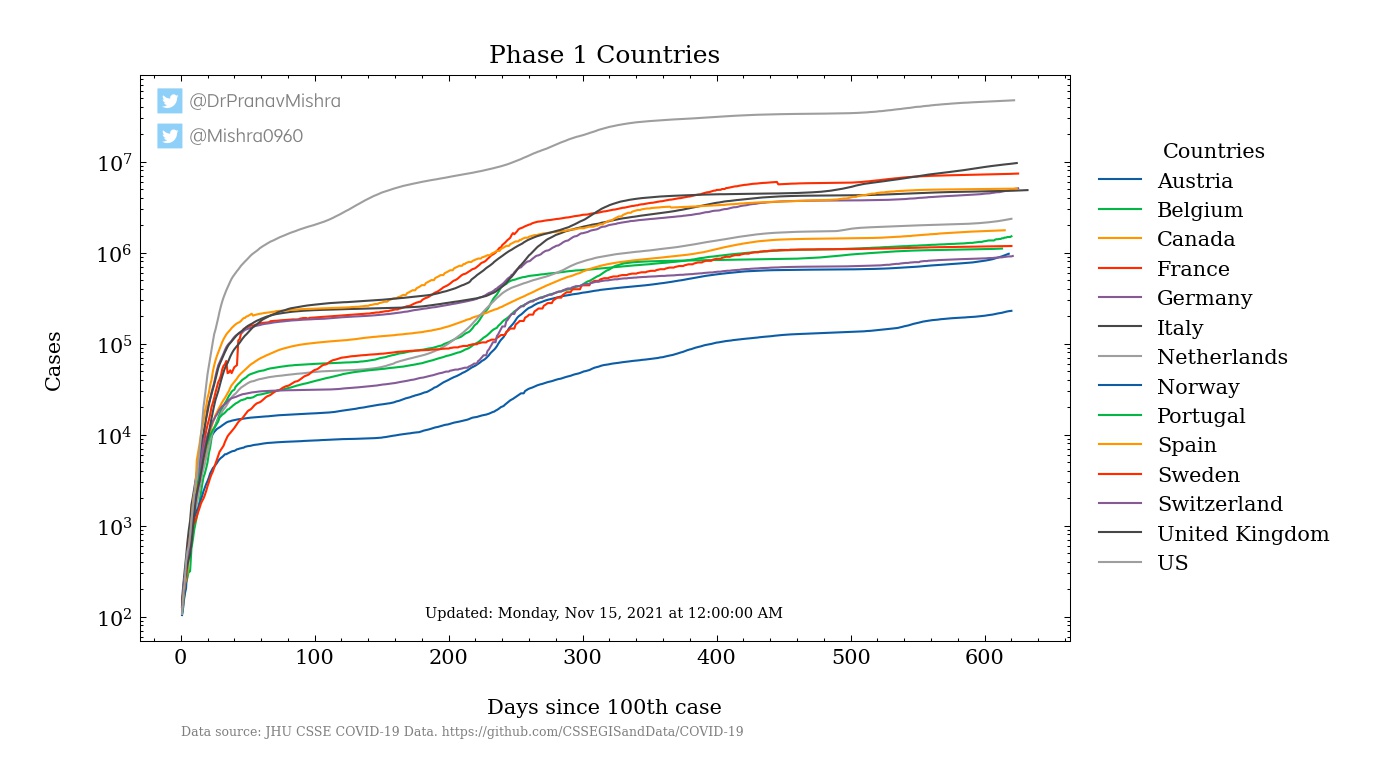 Phase 1 Countries
@DrPranavMishra
@Mishra0960
Cases
10^7
10^6
10^5
10^4
10^3
10^2
Updated: Monday, Nov 15, 2021 at 12:00:00 AM
0 100 200 300 400 500 600
Days since 100th case
Data source: JHU CSSE COVID-19 Data. https://github.com/CSSEGISandData/COVID-19
Countries
Austria
Belgium
Canada
France
Germany
Italy
Netherlands
Norway
Portugal
Spain
Sweden
Switzerland
United Kingdom
US